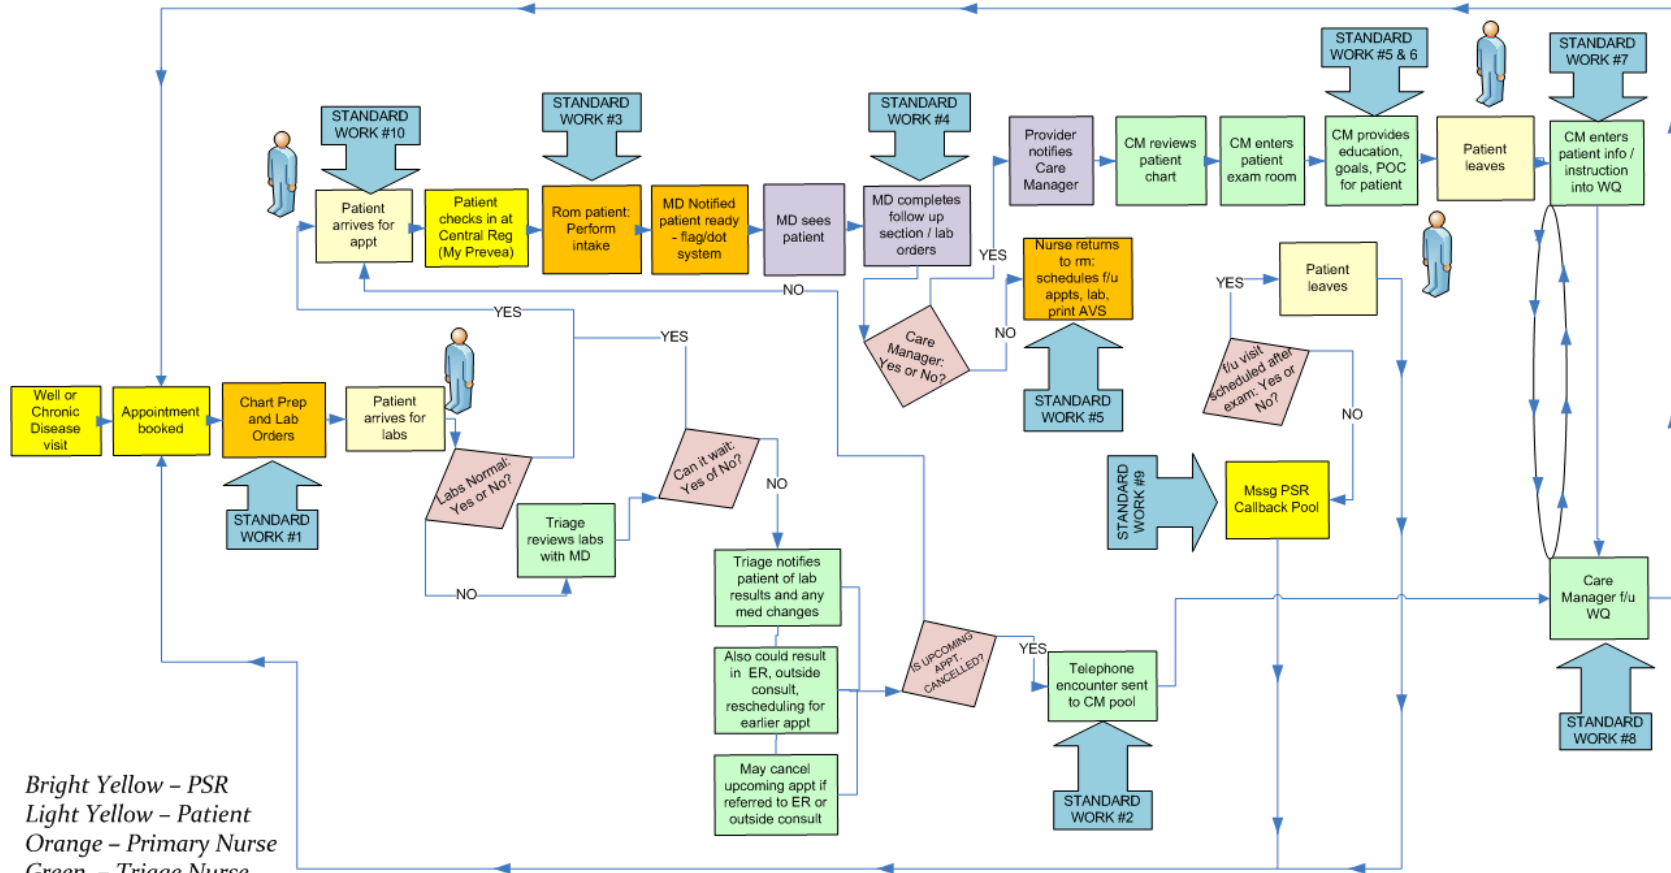 STANDARD
WORK #5 & 6
STANDARD
WORK #7
STANDARD
WORK #10
STANDARD
WORK #3
STANDARD
WORK #4
Provider
notifies
Care
Manager
CM reviews
patient
chart
CM enters
patient
exam room
CM provides
education,
goals, POC
for patient
Patient
leaves
CM enters
patient info /
instruction
into WQ
Patient
arrives for
appt
Patient
checks in at
Central Reg
(My Prevea)
Rom patient:
Perform
intake
MD Notified
patient ready
- flag/dot
system
MD sees
patient
MD completes
follow up
section / lab
orders
YES
Nurse returns
to rm:
schedules f/u
appts, lab,
print AVS
NO
YES
Patient
leaves
NO
YES
YES
Care
Manager:
Yes or No?
NO
STANDARD
WORK #5
f/u visit
scheduled after
exam: Yes or
No?
NO
Well or
Chronic
Disease
visit
Appointment
booked
Chart Prep
and Lab
Orders
Patient
arrives for
labs
Labs Normal:
Yes or No?
Can it wait:
Yes of No?
NO
STANDARD
WORK #1
Triage
reviews labs
with MD
NO
STANDARD
WORK #9
Mssg PSR
Callback Pool
Triage notifies
patient of lab
results and any
med changes
Also could result
in ER, outside
consult,
rescheduling for
earlier appt
May cancel
upcoming appt if
referred to ER or
outside consult
IS UPCOMING
APPT.
CANCELLED?
YES
Telephone
encounter sent
to CM pool
STANDARD
WORK #2
Care
Manager f/u
WQ
STANDARD
WORK #8
Bright Yellow – PSR
Light Yellow – Patient
Orange – Primary Nurse
Green – Triage Nurse